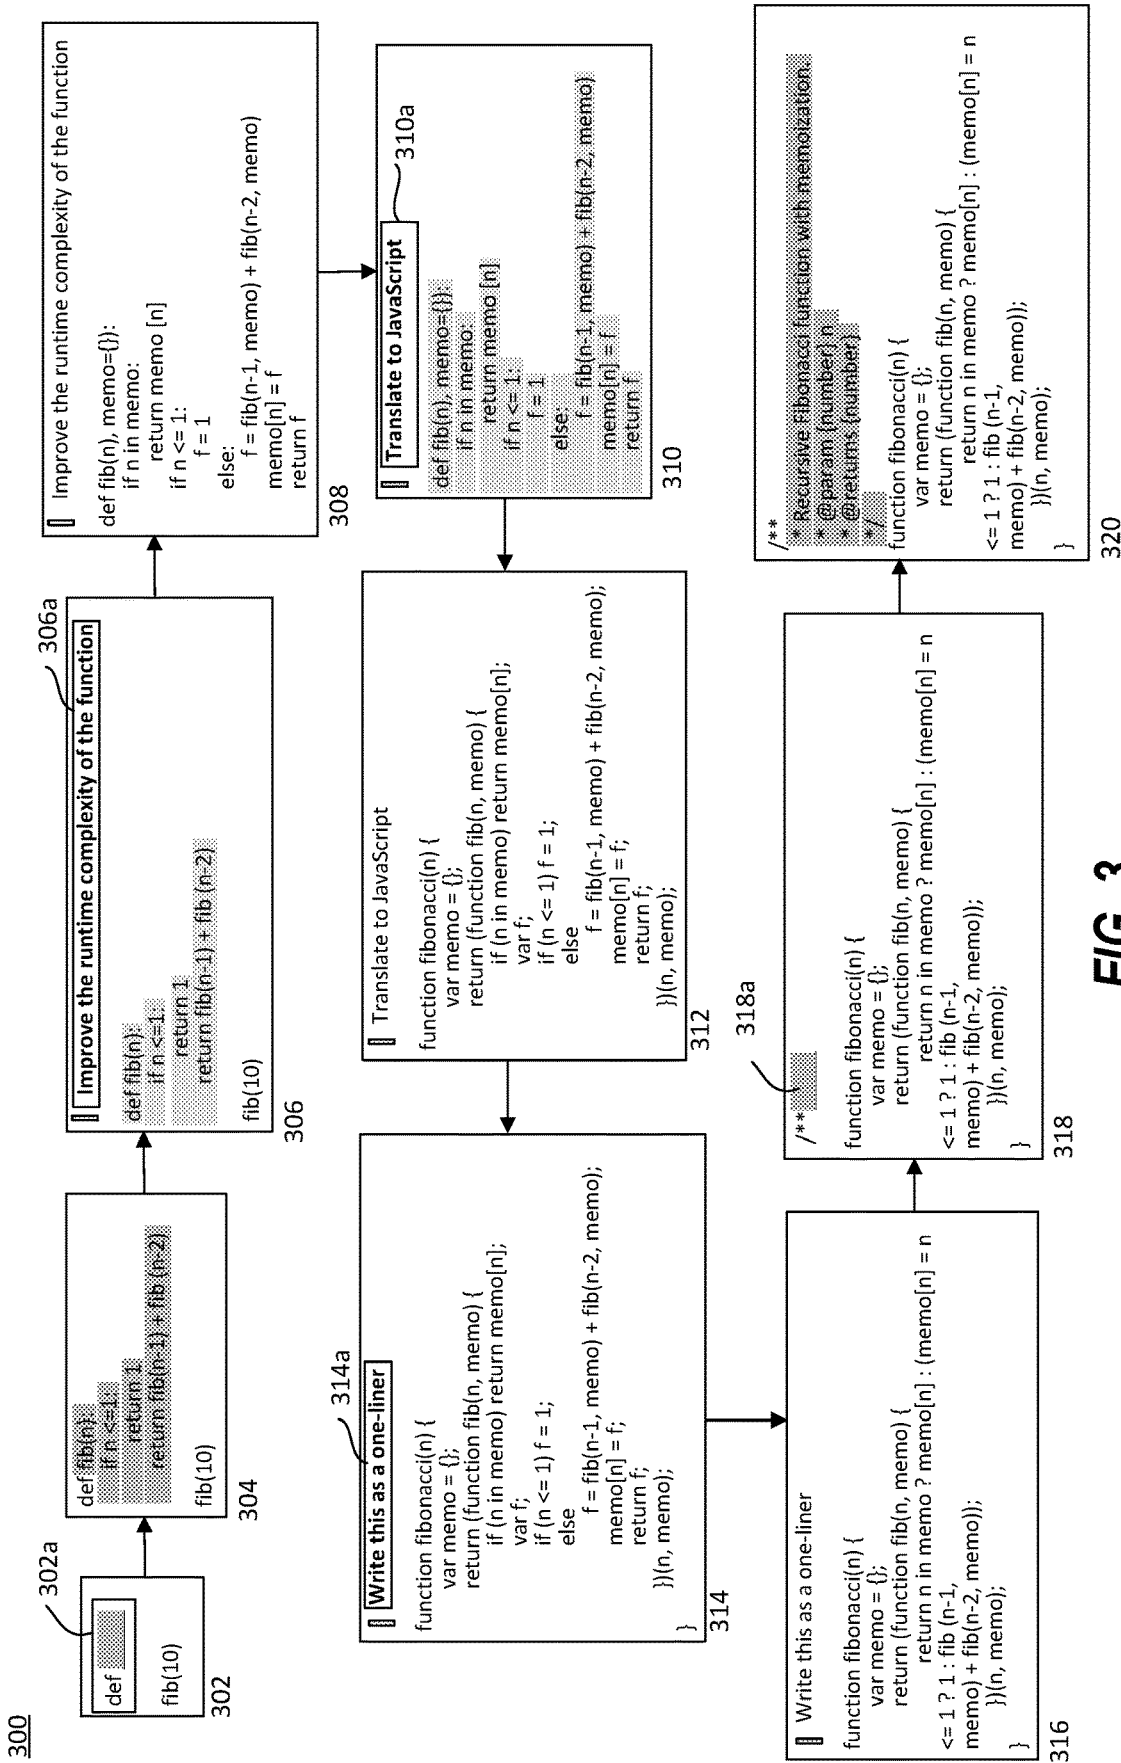 300
302a
def
fib(10)
302
def fib(n):
if n <=1:
return 1
return fib(n-1) + fib (n-2)
fib(10)
304
306a
Improve the runtime complexity of the function
def fib(n):
if n <=1:
return 1
return fib(n-1) + fib (n-2)
fib(10)
306
Improve the runtime complexity of the function
def fib(n), memo={}):
if n in memo:
return memo [n]
if n <= 1:
f = 1
else:
f = fib(n-1, memo) + fib(n-2, memo)
memo[n] = f
return f
308
310a
Translate to JavaScript
def fib(n), memo={}):
if n in memo:
return memo [n]
if n <= 1:
f = 1
else:
f = fib(n-1, memo) + fib(n-2, memo)
memo[n] = f
return f
310
Translate to JavaScript
function fibonacci(n) {
var memo = {};
return (function fib(n, memo) {
if (n in memo) return memo[n];
var f;
if (n <= 1) f = 1;
else
f = fib(n-1, memo) + fib(n-2, memo);
memo[n] = f;
return f;
})(n, memo);
312
314a
Write this as a one-liner
function fibonacci(n) {
var memo = {};
return (function fib(n, memo) {
if (n in memo) return memo[n];
var f;
if (n <= 1) f = 1;
else
f = fib(n-1, memo) + fib(n-2, memo);
memo[n] = f;
return f;
})(n, memo);
}
314
Write this as a one-liner
function fibonacci(n) {
var memo = {};
return (function fib(n, memo) {
return n in memo ? memo[n] : (memo[n] = n
<= 1 ? 1 : fib (n-1,
memo) + fib(n-2, memo));
})(n, memo);
}
316
318a
/**
function fibonacci(n) {
var memo = {};
return (function fib(n, memo) {
return n in memo ? memo[n] : (memo[n] = n
<= 1 ? 1 : fib (n-1,
memo) + fib(n-2, memo));
})(n, memo);
}
318
/**
* Recursive Fibonacci function with memoization.
* @param {number} n
* @returns {number}
*/
function fibonacci(n) {
var memo = {};
return (function fib(n, memo) {
return n in memo ? memo[n] : (memo[n] = n
<= 1 ? 1 : fib (n-1,
memo) + fib(n-2, memo));
})(n, memo);
}
320
FIG. 3